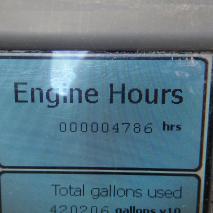 Engine Hours
000004786 hrs
Total gallons used
420206 gallons x10